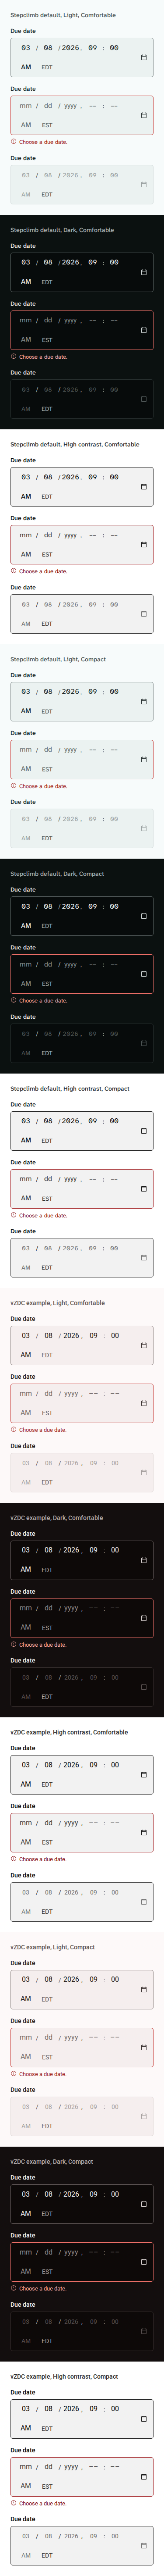 Stepclimb default, Light, Comfortable
Due date
03 / 08 /2026, 09 : 00
AM EDT
Due date
mm / dd / yyyy, -- : --
AM EST
Choose a due date.
Due date
03 / 08 /2026, 09 : 00
AM EDT
Stepclimb default, Dark, Comfortable
Due date
03 / 08 /2026, 09 : 00
AM EDT
Due date
mm / dd / yyyy, -- : --
AM EST
Choose a due date.
Due date
03 / 08 /2026, 09 : 00
AM EDT
Stepclimb default, High contrast, Comfortable
Due date
03 / 08 /2026, 09 : 00
AM EDT
Due date
mm / dd / yyyy, -- : --
AM EST
Choose a due date.
Due date
03 / 08 /2026, 09 : 00
AM EDT
Stepclimb default, Light, Compact
Due date
03 / 08 /2026, 09 : 00
AM EDT
Due date
mm / dd / yyyy, -- : --
AM EST
Choose a due date.
Due date
03 / 08 /2026, 09 : 00
AM EDT
Stepclimb default, Dark, Compact
Due date
03 / 08 /2026, 09 : 00
AM EDT
Due date
mm / dd / yyyy, -- : --
AM EST
Choose a due date.
Due date
03 / 08 /2026, 09 : 00
AM EDT
Stepclimb default, High contrast, Compact
Due date
03 / 08 /2026, 09 : 00
AM EDT
Due date
mm / dd / yyyy, -- : --
AM EST
Choose a due date.
Due date
03 / 08 /2026, 09 : 00
AM EDT
vZDC example, Light, Comfortable
Due date
03 / 08 / 2026, 09 : 00
AM EDT
Due date
mm / dd / yyyy, -- : --
AM EST
Choose a due date.
Due date
03 / 08 / 2026, 09 : 00
AM EDT
vZDC example, Dark, Comfortable
Due date
03 / 08 / 2026, 09 : 00
AM EDT
Due date
mm / dd / yyyy, -- : --
AM EST
Choose a due date.
Due date
03 / 08 / 2026, 09 : 00
AM EDT
vZDC example, High contrast, Comfortable
Due date
03 / 08 / 2026, 09 : 00
AM EDT
Due date
mm / dd / yyyy, -- : --
AM EST
Choose a due date.
Due date
03 / 08 / 2026, 09 : 00
AM EDT
vZDC example, Light, Compact
Due date
03 / 08 / 2026, 09 : 00
AM EDT
Due date
mm / dd / yyyy, -- : --
AM EST
Choose a due date.
Due date
03 / 08 / 2026, 09 : 00
AM EDT
vZDC example, Dark, Compact
Due date
03 / 08 / 2026, 09 : 00
AM EDT
Due date
mm / dd / yyyy, -- : --
AM EST
Choose a due date.
Due date
03 / 08 / 2026, 09 : 00
AM EDT
vZDC example, High contrast, Compact
Due date
03 / 08 / 2026, 09 : 00
AM EDT
Due date
mm / dd / yyyy, -- : --
AM EST
Choose a due date.
Due date
03 / 08 / 2026, 09 : 00
AM EDT